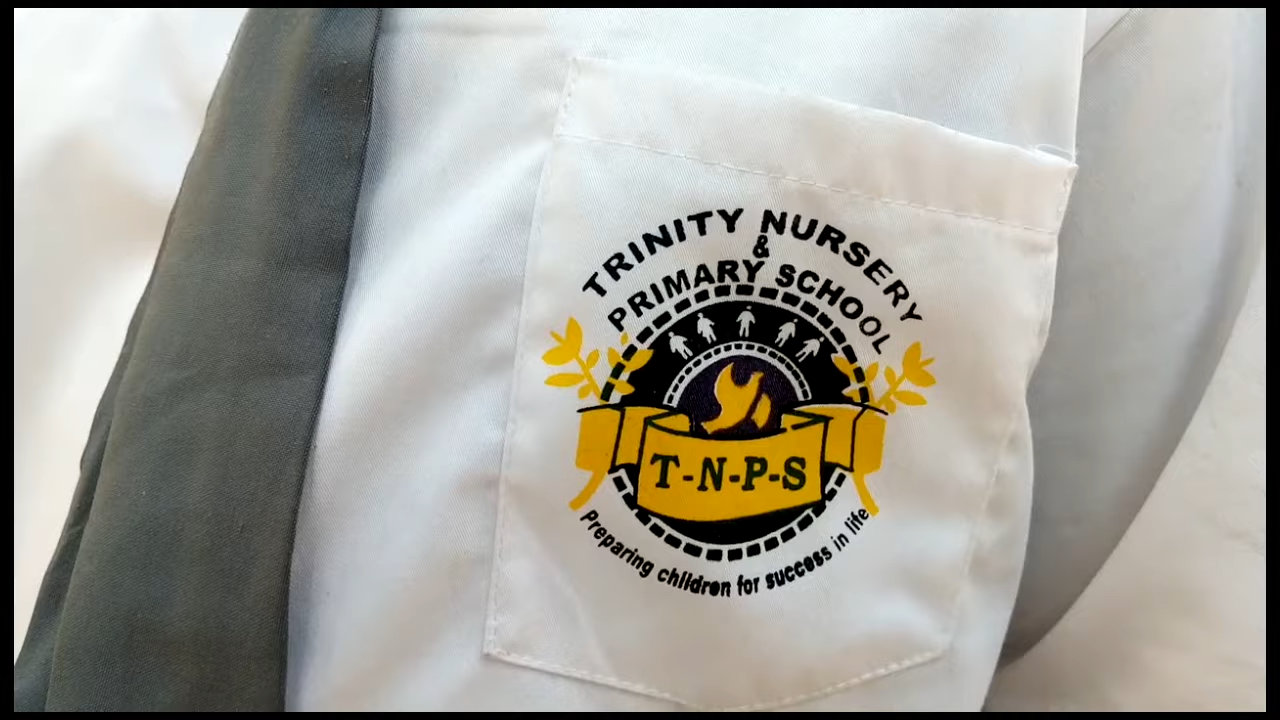 TRINITY NURSERY
&
PRIMARY SCHOOL
T-N-P-S
Preparing children for success in life